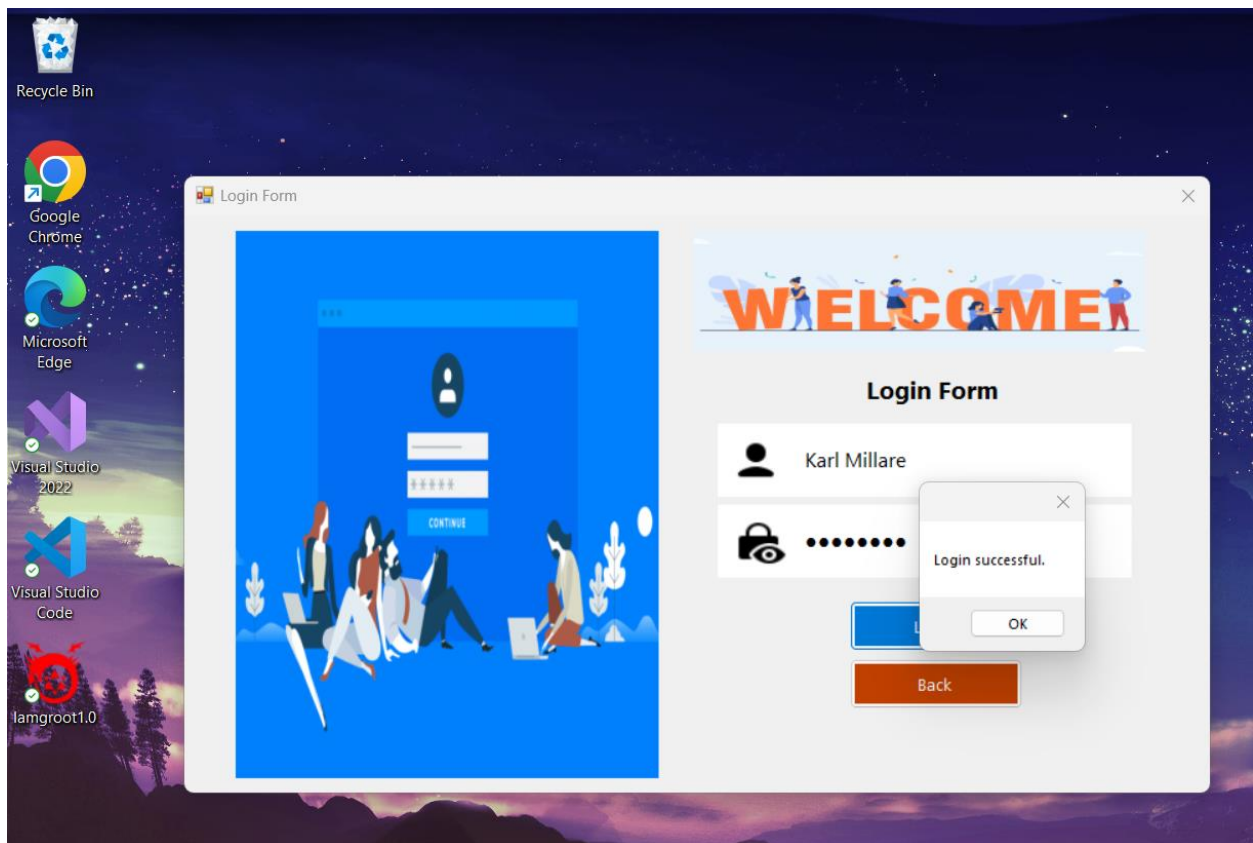 Recycle Bin
Google
Chrome
Microsoft
Edge
Visual Studio
2022
Visual Studio
Code
Iamgroot1.0
Login Form
CONTINUE
WELCOME
Login Form
Karl Millare
••••••••
Login successful.
OK
L
Back